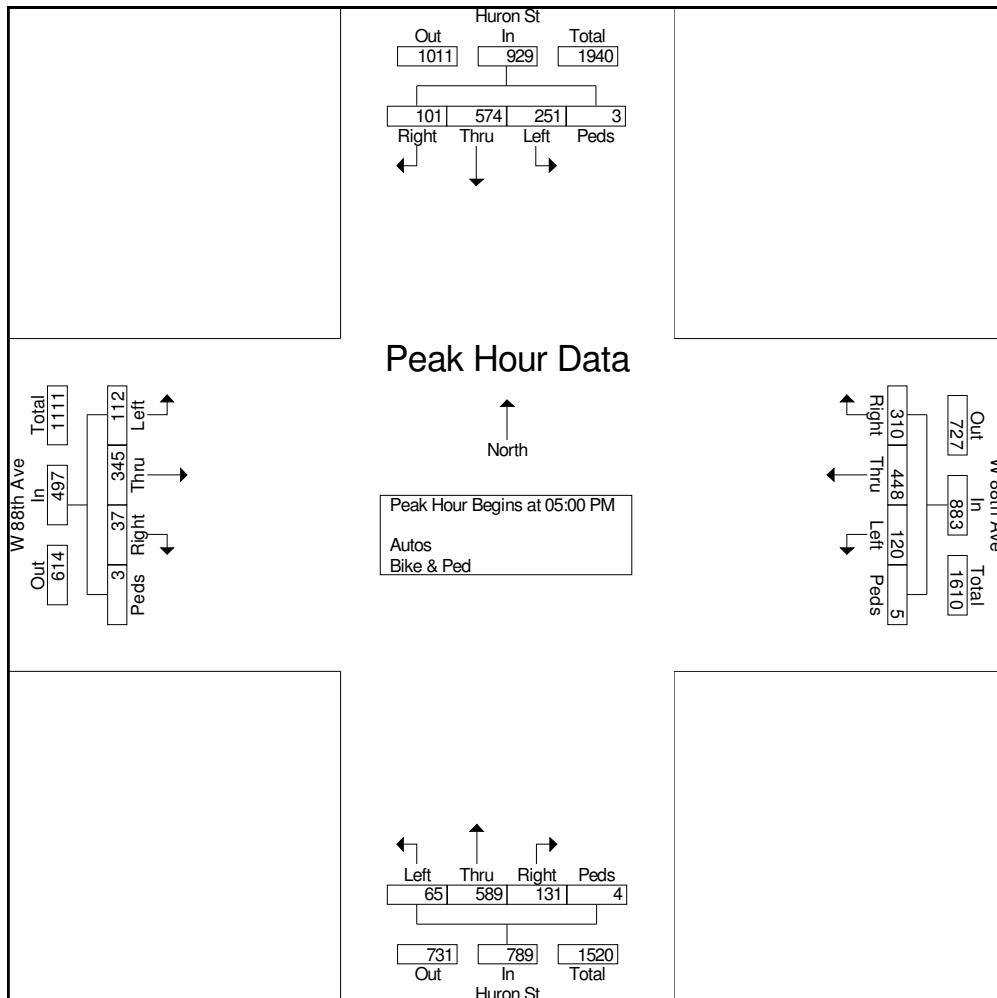 Huron St
Out In Total
1011 929 1940
101 574 251 3
Right Thru Left Peds
Peak Hour Data
North
Peak Hour Begins at 05:00 PM
Autos
Bike & Ped
W 88th Ave
Total In Out
1111 497 614
112 345 37 3
Left Thru Right Peds
W 88th Ave
Out In Total
727 883 1610
310 448 120 5
Right Thru Left Peds
Left Thru Right Peds
65 589 131 4
731 789 1520
Out In Total
Huron St